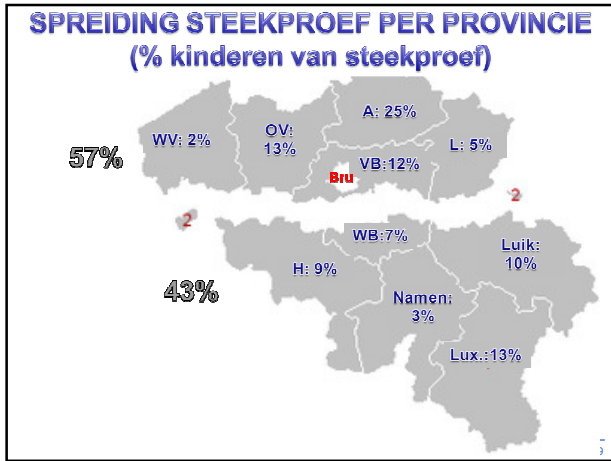 SPREIDING STEEKPROEF PER PROVINCIE
(% kinderen van steekproef)
A: 25%
OV:
13%
WV: 2%
L: 5%
57%
VB:12%
Bru
2
2
WB:7%
Luik:
10%
H: 9%
43%
Namen:
3%
Lux.:13%